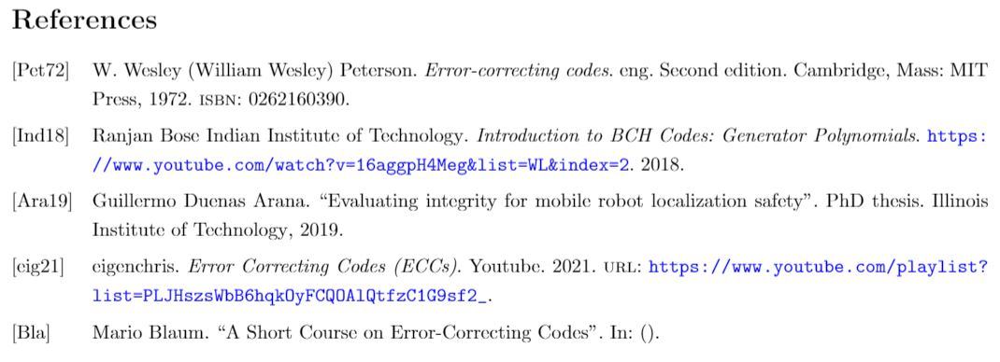 References
[Pet72] W. Wesley (William Wesley) Peterson. Error-correcting codes. eng. Second edition. Cambridge, Mass: MIT
Press, 1972. ISBN: 0262160390.
[Ind18] Ranjan Bose Indian Institute of Technology. Introduction to BCH Codes: Generator Polynomials. https:
//www.youtube.com/watch?v=16aggpH4Meg&list=WL&index=2. 2018.
[Ara19] Guillermo Duenas Arana. “Evaluating integrity for mobile robot localization safety”. PhD thesis. Illinois
Institute of Technology, 2019.
[eig21] eigenchris. Error Correcting Codes (ECCs). Youtube. 2021. URL: https://www.youtube.com/playlist?
list=PLJHszsWbB6hqkOyFCQOAlQtfzC1G9sf2_.
[Bla] Mario Blaum. “A Short Course on Error-Correcting Codes”. In: ().